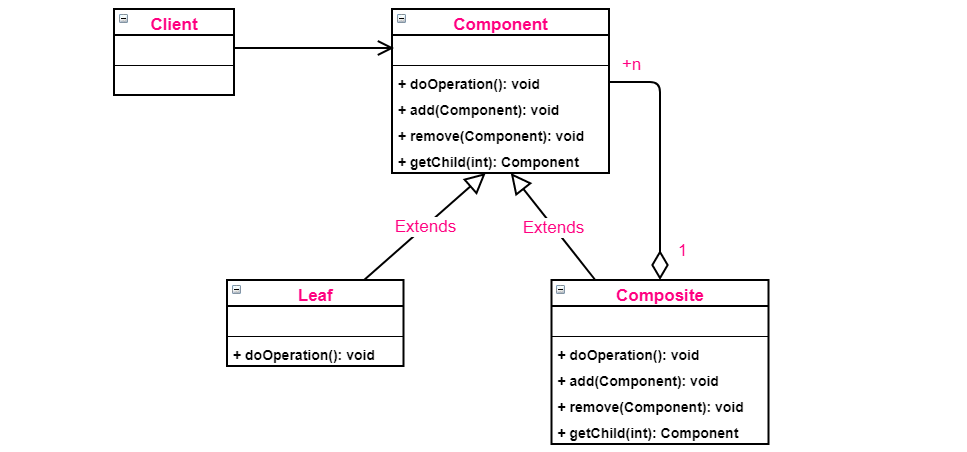 Client
Component
+ doOperation(): void
+ add(Component): void
+ remove(Component): void
+ getChild(int): Component
+n
Extends
Extends
1
Leaf
+ doOperation(): void
Composite
+ doOperation(): void
+ add(Component): void
+ remove(Component): void
+ getChild(int): Component